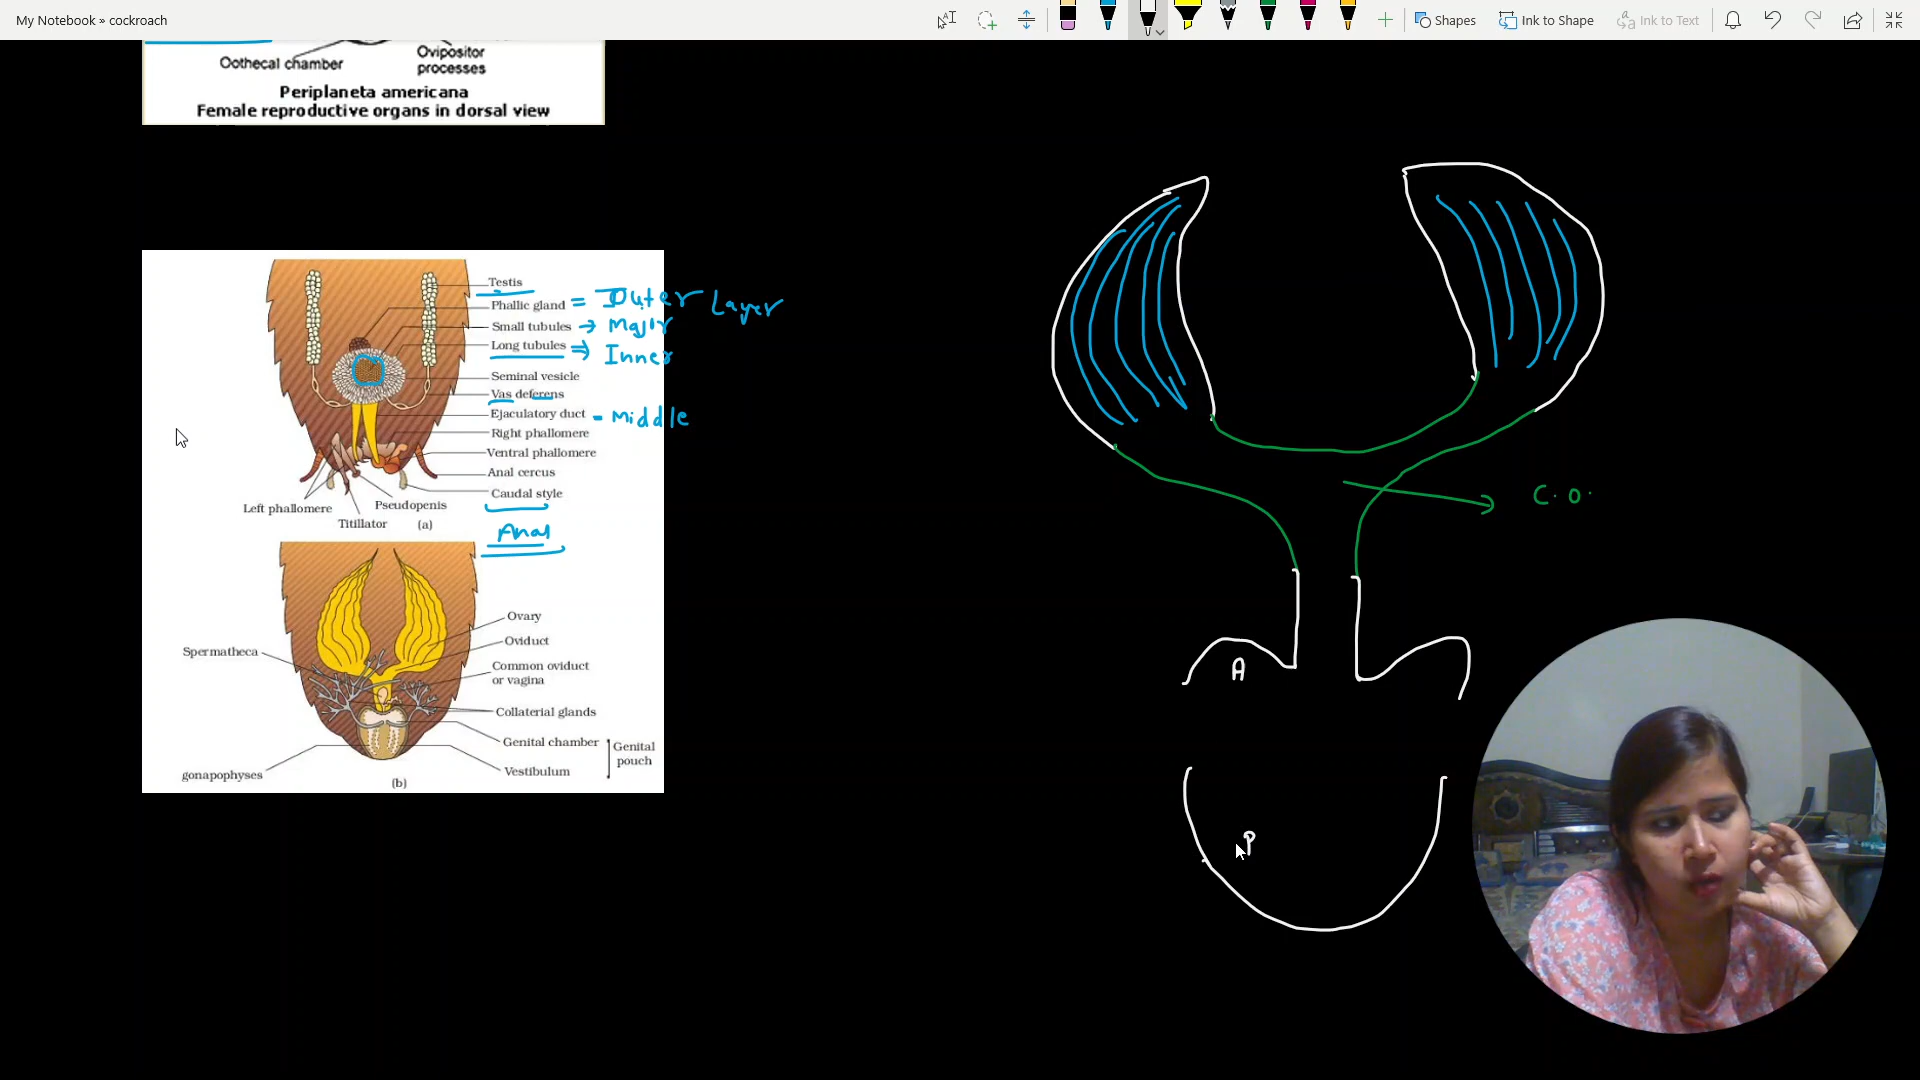 My Notebook » cockroach
Shapes
Ink to Shape
Ink to Text
Oothecal chamber
Ovipositor
processes
Periplaneta americana
Female reproductive organs in dorsal view
Testis
Phallic gland = Outer Layer
Small tubules → Major
Long tubules ⇒ Inner
Seminal vesicle
Vas deferens
Ejaculatory duct - Middle
Right phallomere
Ventral phallomere
Anal cercus
Caudal style
Anal
Left phallomere
Pseudopenis
Titillator
(a)
Ovary
Oviduct
Spermatheca
Common oviduct
or vagina
Collaterial glands
Genital chamber
Genital
pouch
Vestibulum
gonapophyses
(b)
C.O.
A
P